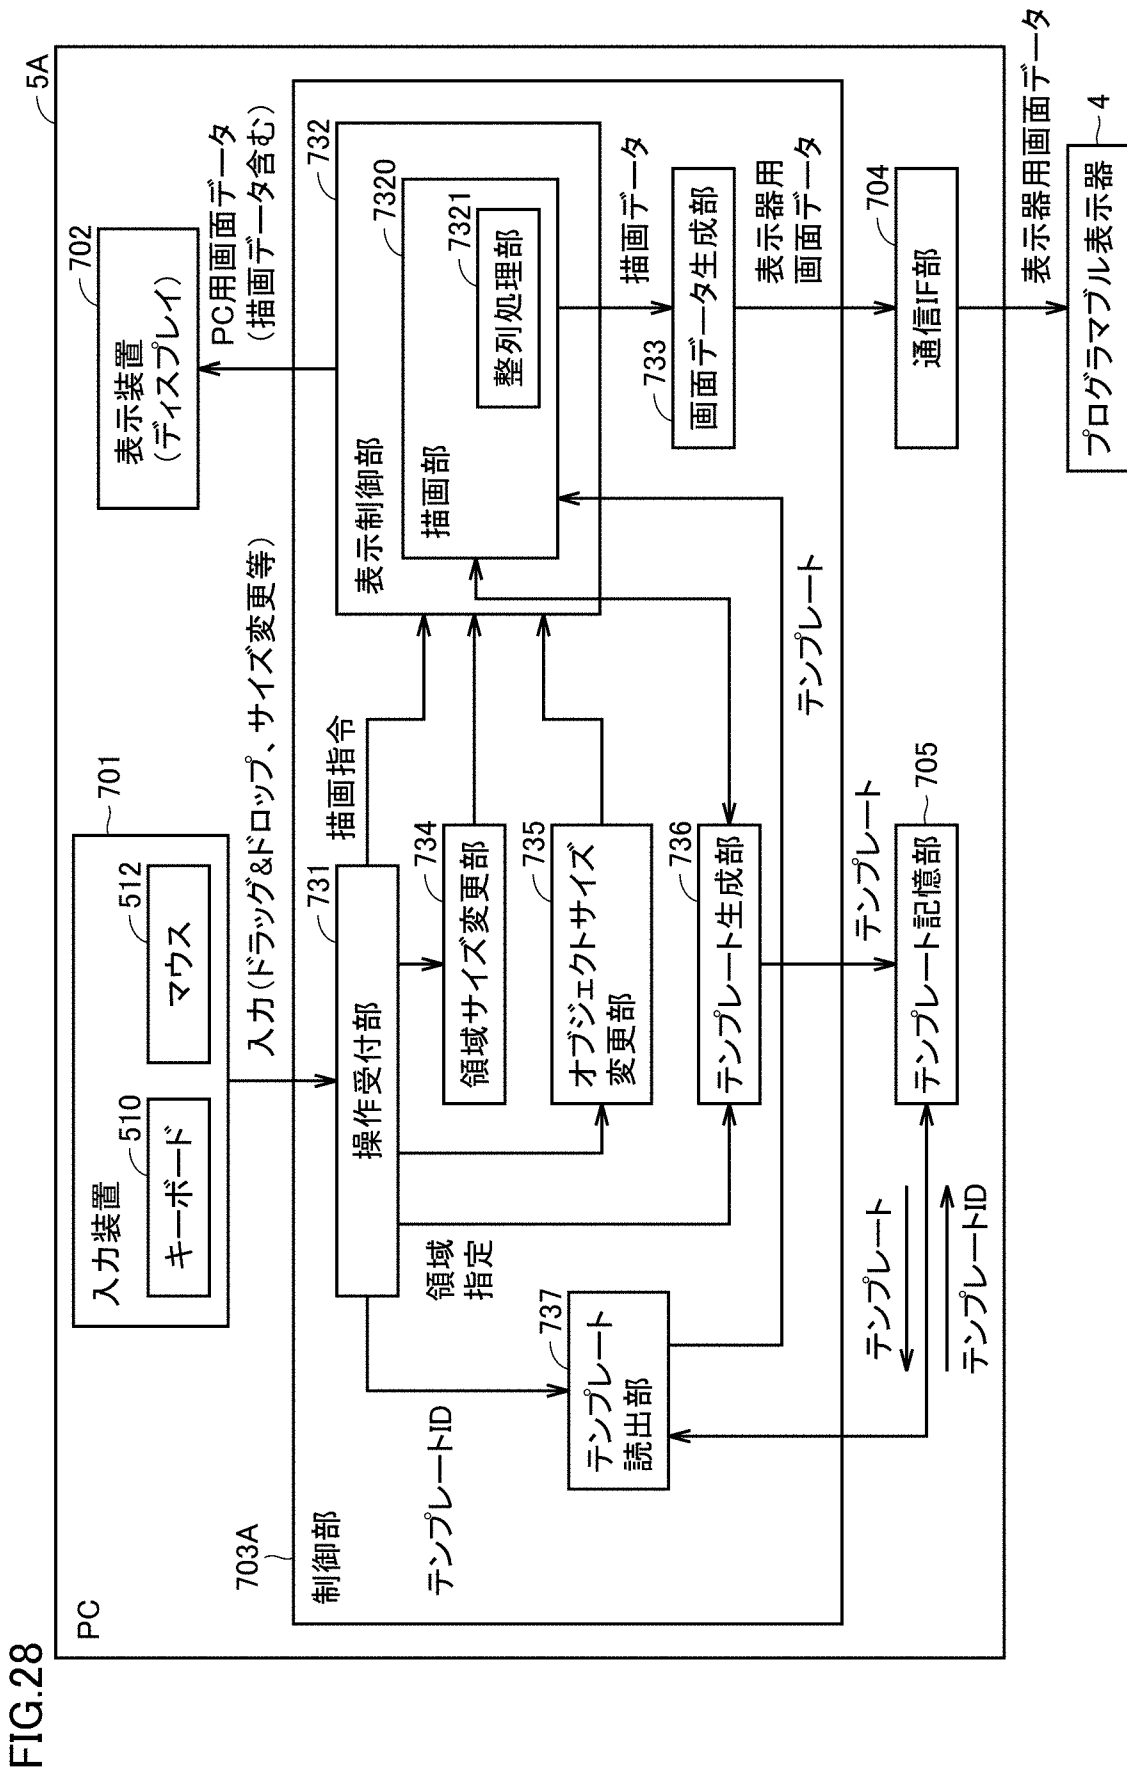 FIG.28
PC
5A
入力装置
701
キーボード
510
マウス
512
表示装置
(ディスプレイ)
702
入力(ドラッグ&ドロップ、サイズ変更等)
PC用画面データ
(描画データ含む)
703A
制御部
操作受付部
731
描画指令
表示制御部
732
描画部
7320
整列処理部
7321
領域サイズ変更部
734
オブジェクトサイズ
変更部
735
領域
指定
テンプレートID
テンプレート
読出部
737
テンプレート生成部
736
描画データ
画面データ生成部
733
表示器用
画面データ
テンプレート
テンプレート
テンプレート
テンプレートID
テンプレート記憶部
705
通信IF部
704
表示器用画面データ
プログラマブル表示器
4